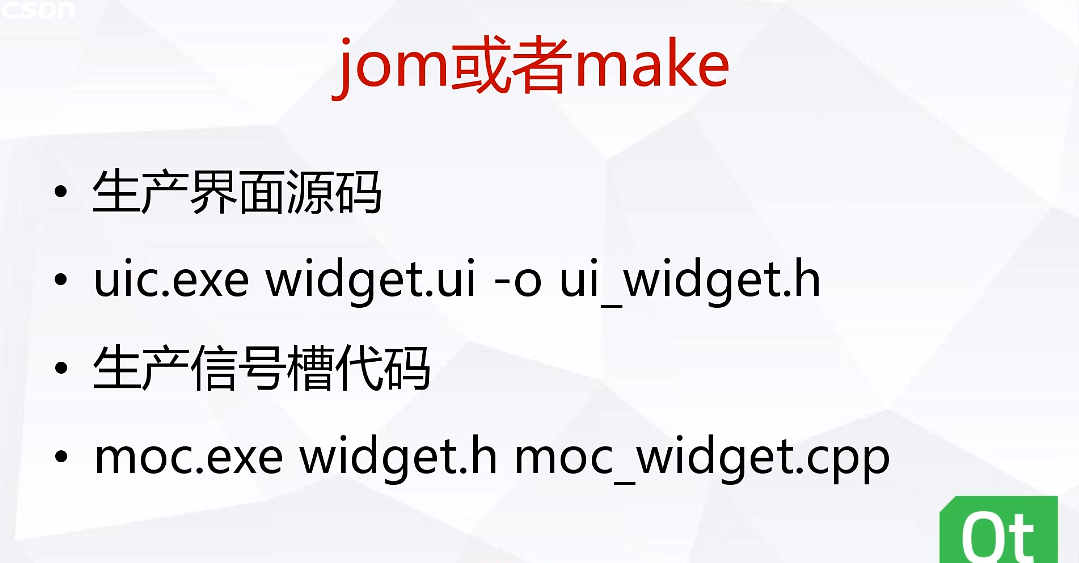 CSDN
jom或者make
• 生产界面源码
• uic.exe widget.ui -o ui_widget.h
• 生产信号槽代码
• moc.exe widget.h moc_widget.cpp
Qt